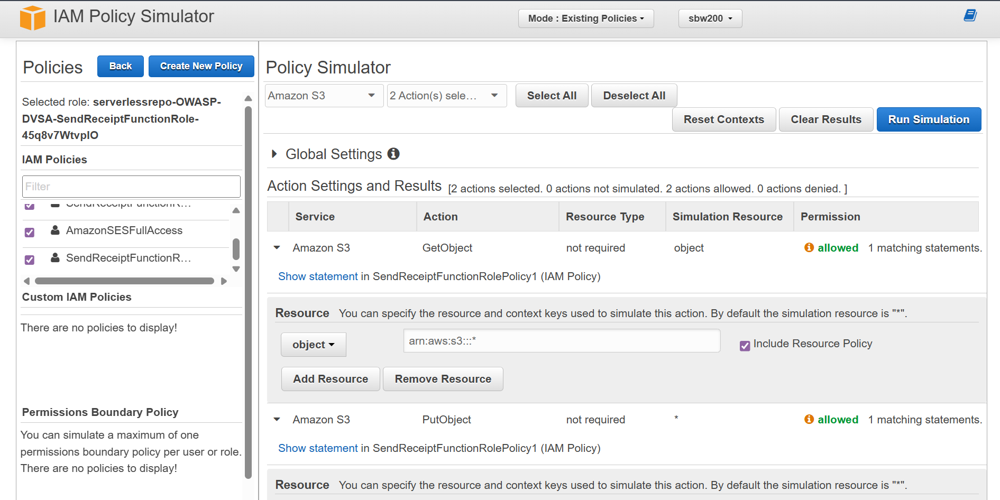 IAM Policy Simulator
Mode : Existing Policies
sbw200
Policies
Back
Create New Policy
Selected role: serverlessrepo-OWASP-
DVSA-SendReceiptFunctionRole-
45q8v7WtvpIO
IAM Policies
Filter
SendReceiptFunctionR...
AmazonSESFullAccess
SendReceiptFunctionR...
Custom IAM Policies
There are no policies to display!
Permissions Boundary Policy
You can simulate a maximum of one
permissions boundary policy per user or role.
There are no policies to display!
Policy Simulator
Amazon S3
2 Action(s) sele...
Select All
Deselect All
Reset Contexts
Clear Results
Run Simulation
Global Settings
Action Settings and Results [2 actions selected. 0 actions not simulated. 2 actions allowed. 0 actions denied. ]
Service Action Resource Type Simulation Resource Permission
Amazon S3 GetObject not required object allowed 1 matching statements.
Show statement in SendReceiptFunctionRolePolicy1 (IAM Policy)
Resource You can specify the resource and context keys used to simulate this action. By default the simulation resource is "*".
object
arn:aws:s3:::*
Include Resource Policy
Add Resource
Remove Resource
Amazon S3 PutObject not required * allowed 1 matching statements.
Show statement in SendReceiptFunctionRolePolicy1 (IAM Policy)
Resource You can specify the resource and context keys used to simulate this action. By default the simulation resource is "*".